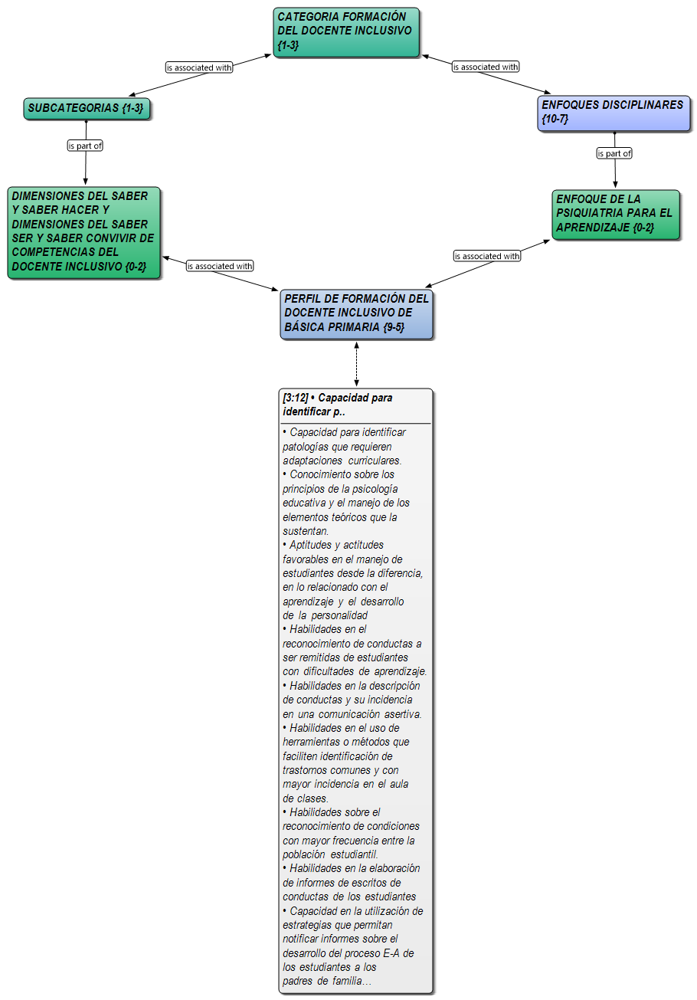 CATEGORIA FORMACIÓN
DEL DOCENTE INCLUSIVO
{1-3}
is associated with
is associated with
SUBCATEGORIAS {1-3}
ENFOQUES DISCIPLINARES
{10-7}
is part of
is part of
DIMENSIONES DEL SABER
Y SABER HACER Y
DIMENSIONES DEL SABER
SER Y SABER CONVIVIR DE
COMPETENCIAS DEL
DOCENTE INCLUSIVO {0-2}
ENFOQUE DE LA
PSIQUIATRIA PARA EL
APRENDIZAJE {0-2}
is associated with
is associated with
PERFIL DE FORMACIÓN DEL
DOCENTE INCLUSIVO DE
BÁSICA PRIMARIA {9-5}
[3:12] • Capacidad para
identificar p..
• Capacidad para identificar
patologías que requieren
adaptaciones curriculares.
• Conocimiento sobre los
principios de la psicología
educativa y el manejo de los
elementos teóricos que la
sustentan.
• Aptitudes y actitudes
favorables en el manejo de
estudiantes desde la diferencia,
en lo relacionado con el
aprendizaje y el desarrollo
de la personalidad
• Habilidades en el
reconocimiento de conductas a
ser remitidas de estudiantes
con dificultades de aprendizaje.
• Habilidades en la descripción
de conductas y su incidencia
en una comunicación asertiva.
• Habilidades en el uso de
herramientas o métodos que
faciliten identificación de
trastornos comunes y con
mayor incidencia en el aula
de clases.
• Habilidades sobre el
reconocimiento de condiciones
con mayor frecuencia entre la
población estudiantil.
• Habilidades en la elaboración
de informes de escritos de
conductas de los estudiantes
• Capacidad en la utilización de
estrategias que permitan
notificar informes sobre el
desarrollo del proceso E-A de
los estudiantes a los
padres de familia…